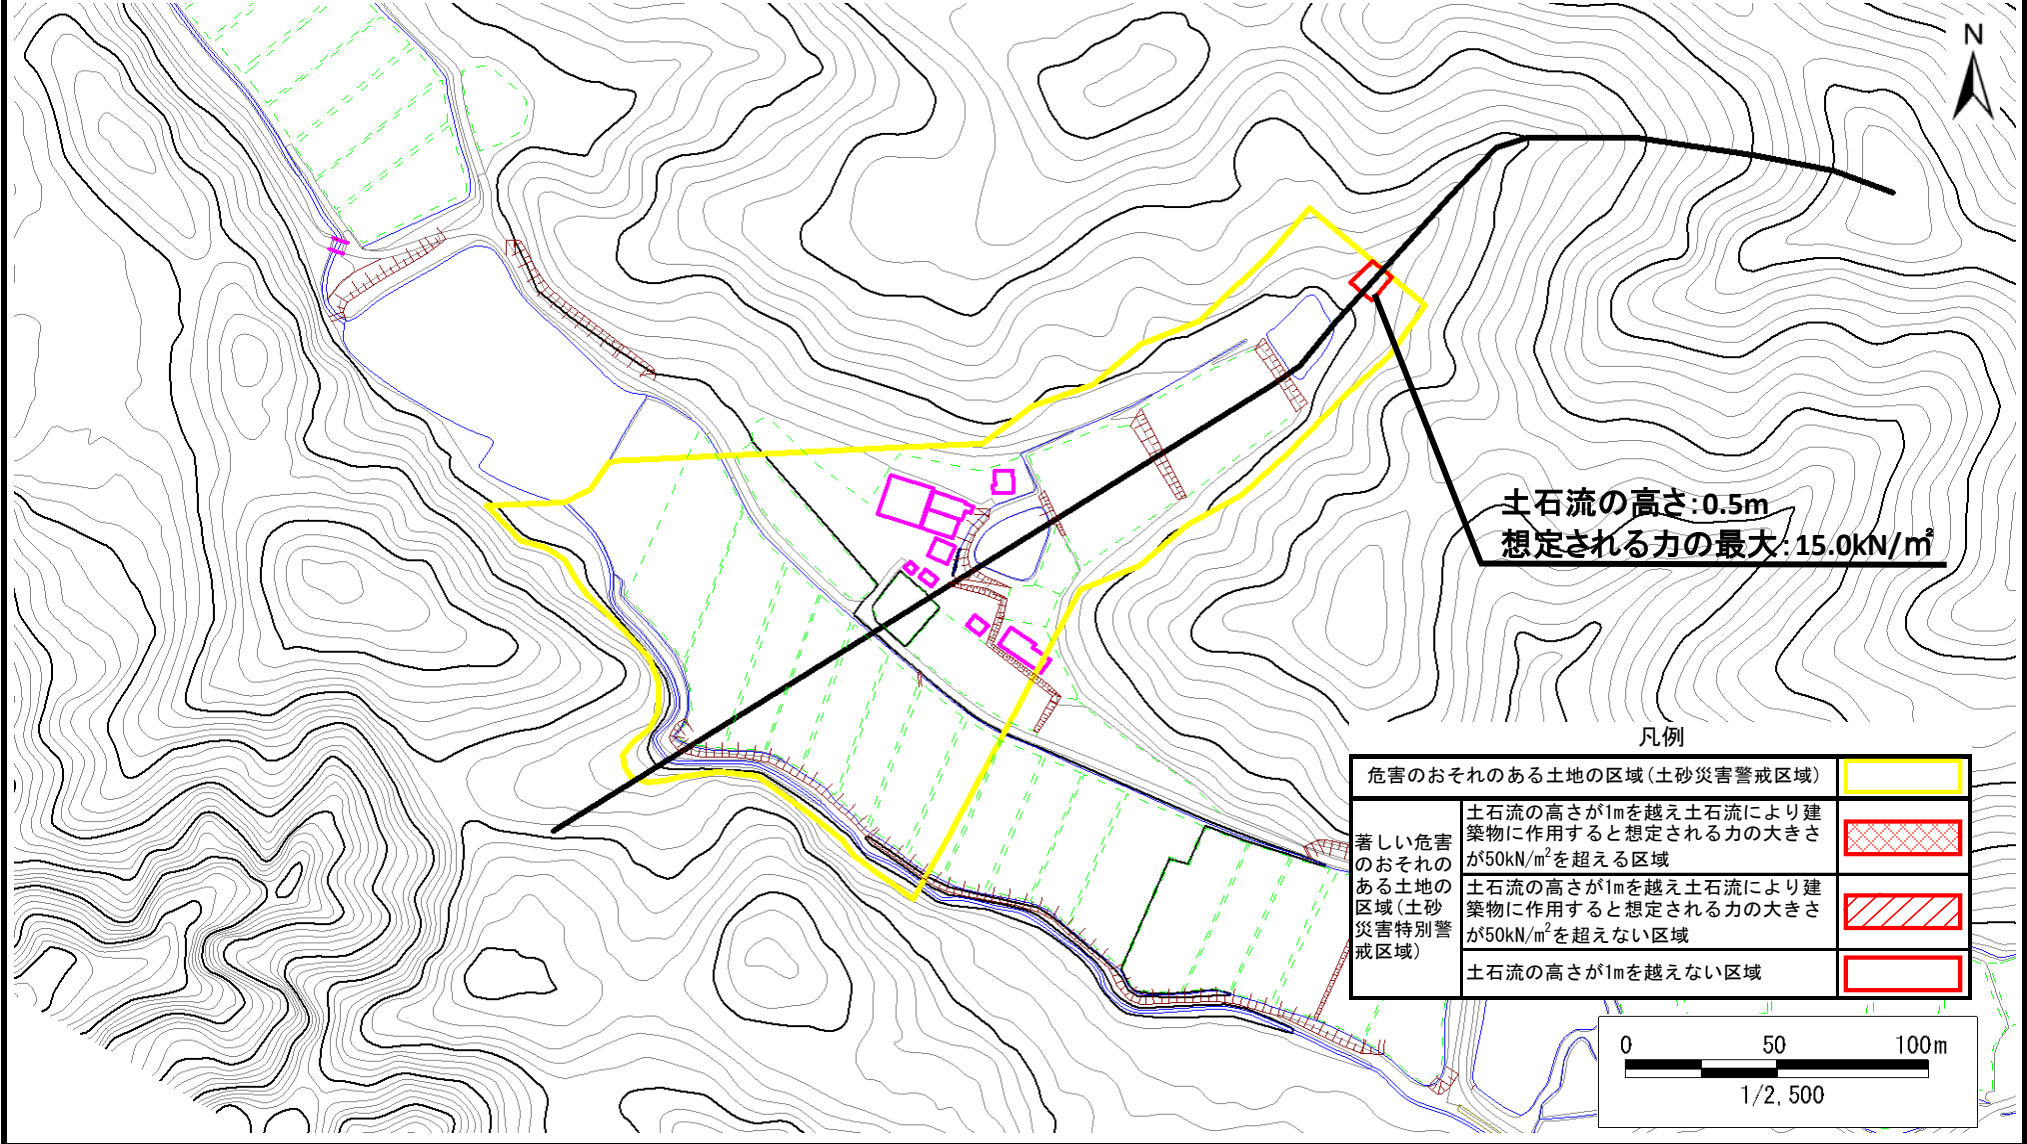 N
土石流の高さ:0.5m
想定される力の最大:15.0kN/㎡
凡例
危害のおそれのある土地の区域(土砂災害警戒区域)
著しい危害
のおそれの
ある土地の
区域(土砂
災害特別警
戒区域)
土石流の高さが1mを越え土石流により建
築物に作用すると想定される力の大きさ
が50kN/m²を超える区域
土石流の高さが1mを越え土石流により建
築物に作用すると想定される力の大きさ
が50kN/m²を超えない区域
土石流の高さが1mを越えない区域
0 50 100m
1/2,500